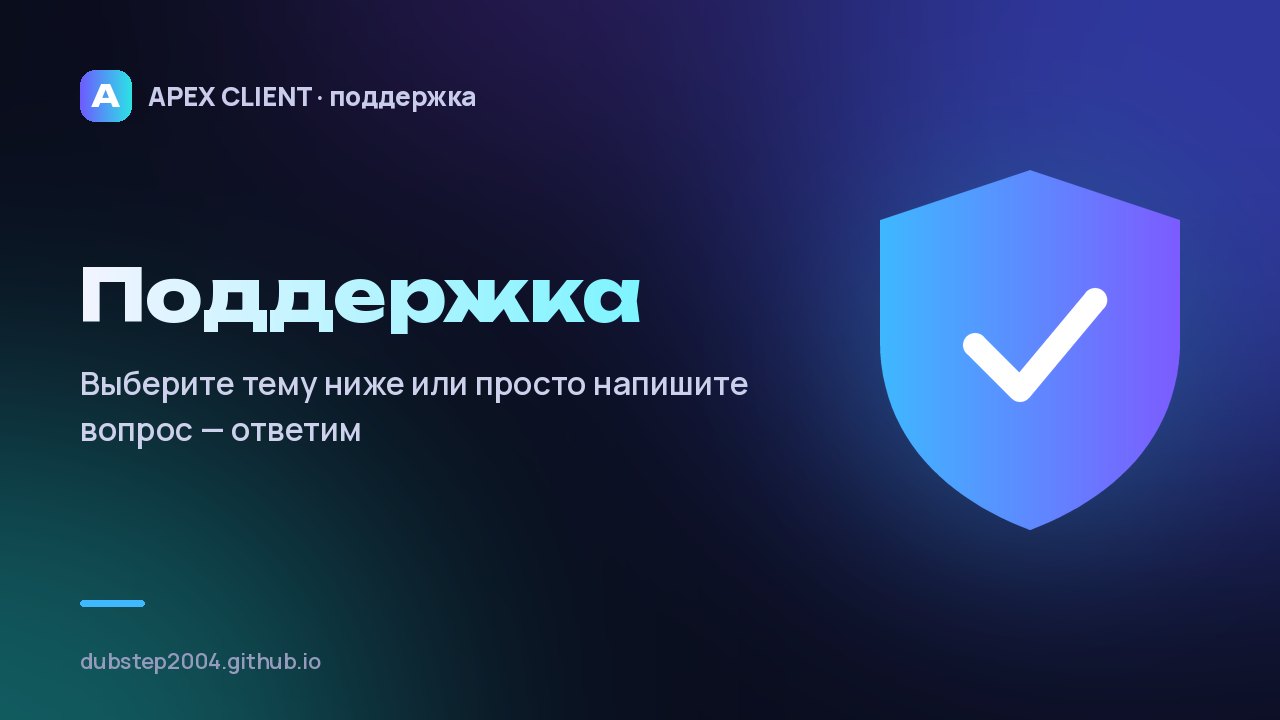 A
APEX CLIENT · поддержка
Поддержка
Выберите тему ниже или просто напишите
вопрос — ответим
dubstep2004.github.io